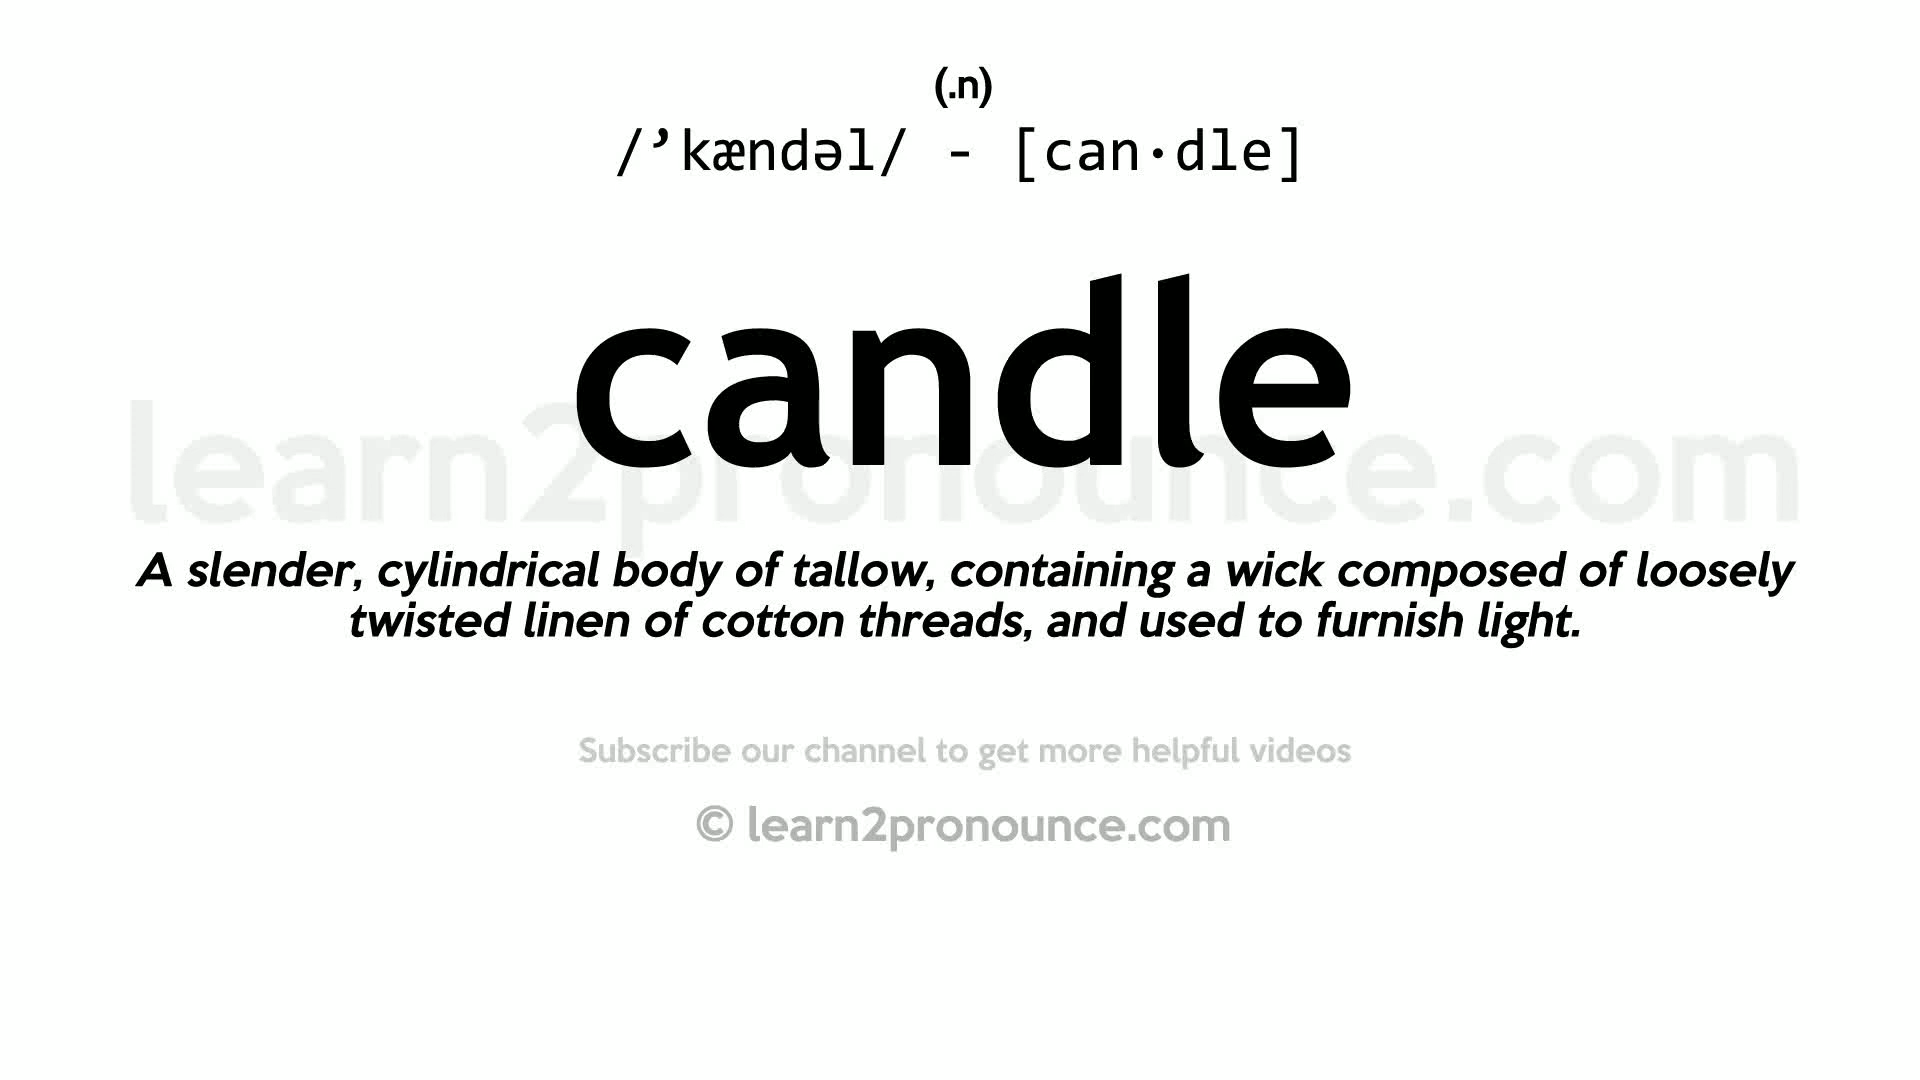 (.n)
/’kændəl/ - [can·dle]
candle
learn2pronounce.com
A slender, cylindrical body of tallow, containing a wick composed of loosely
twisted linen of cotton threads, and used to furnish light.
Subscribe our channel to get more helpful videos
© learn2pronounce.com